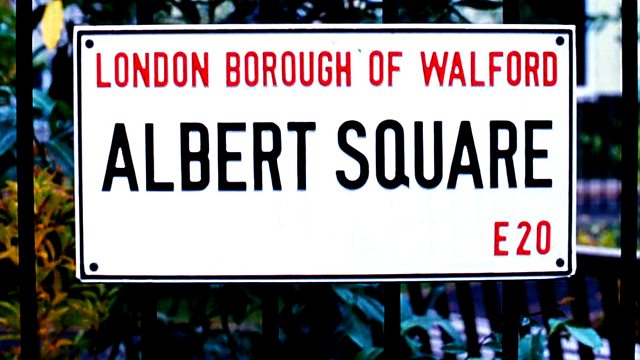 LONDON BOROUGH OF WALFORD
ALBERT SQUARE
E20